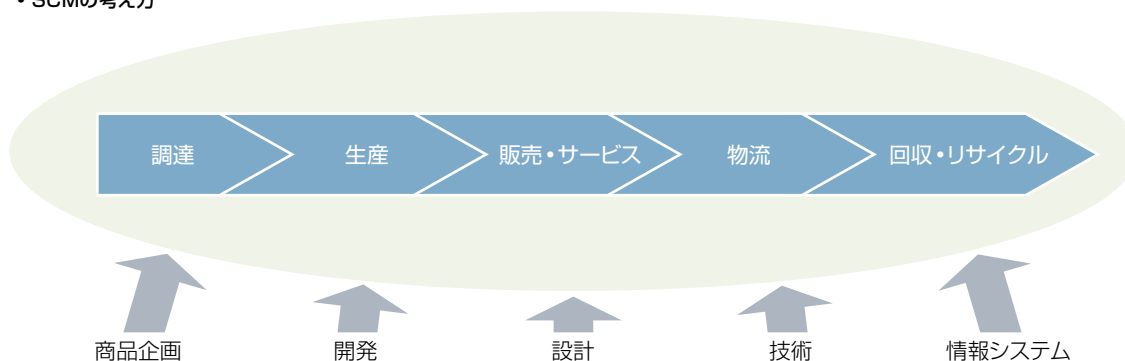 • SCMの考え方
調達
生産
販売・サービス
物流
回収・リサイクル
商品企画
開発
設計
技術
情報システム